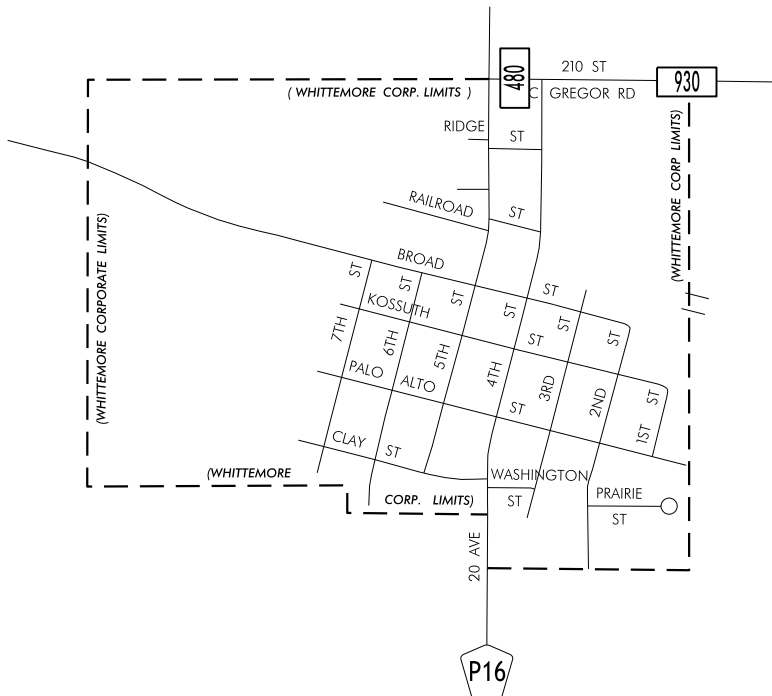 480
210 ST
930
( WHITTEMORE CORP. LIMITS )
C GREGOR RD
RIDGE
ST
(WHITTEMORE CORP LIMITS)
RAILROAD
ST
(WHITTEMORE CORPORATE LIMITS)
BROAD
ST
KOSSUTH
ST
PALO ALTO
ST
CLAY ST
7TH
ST
6TH
ST
5TH
ST
4TH
ST
3RD
ST
2ND
ST
1ST
ST
(WHITTEMORE
CORP. LIMITS)
WASHINGTON
ST
PRAIRIE
ST
20 AVE
P16